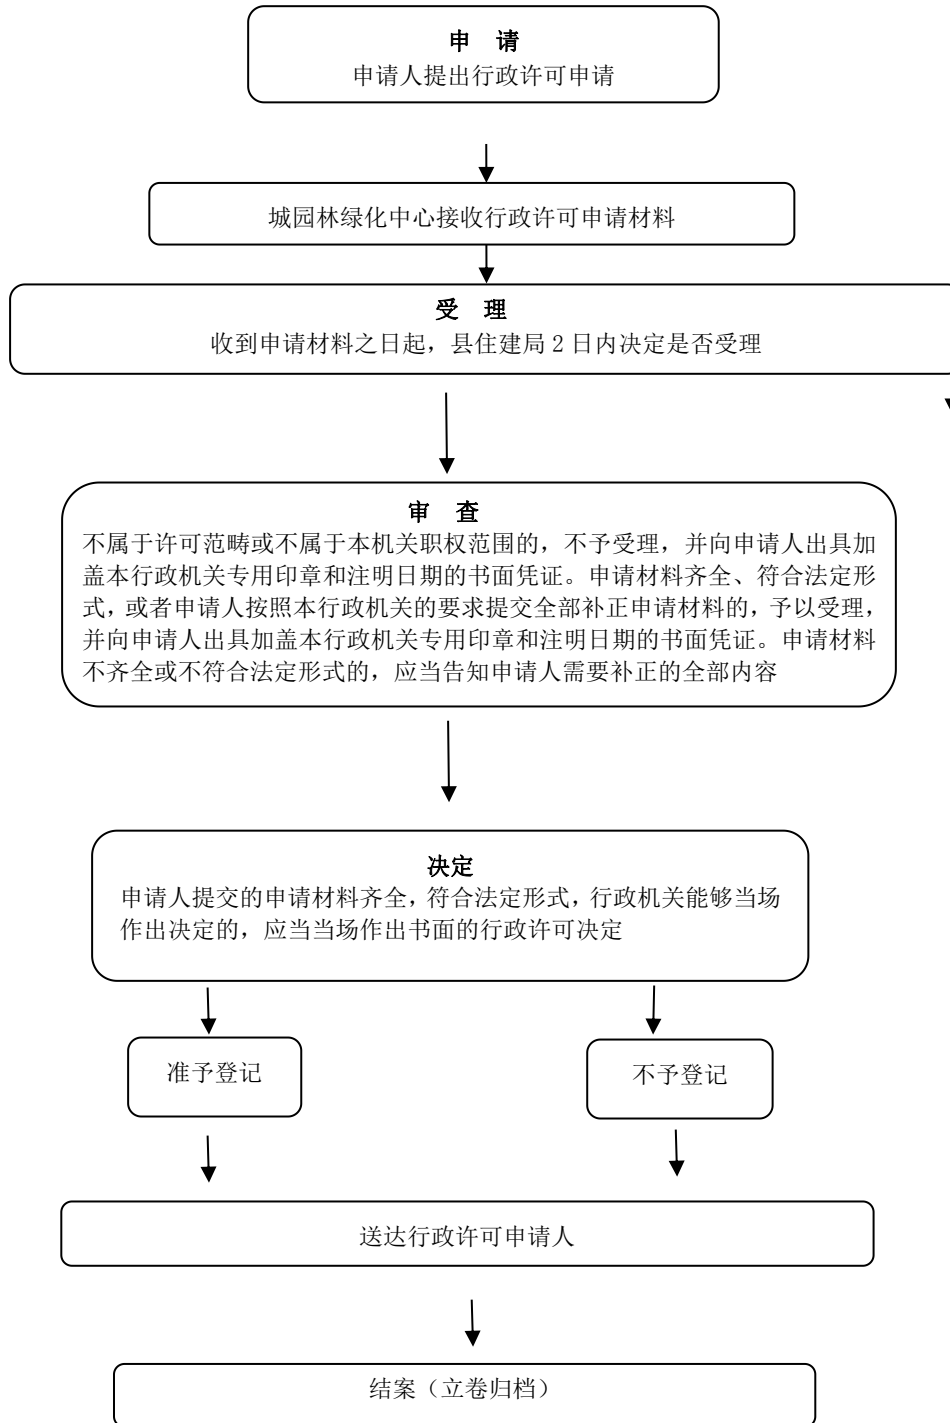 申　请
申请人提出行政许可申请
城园林绿化中心接收行政许可申请材料
受　理
收到申请材料之日起，县住建局 2 日内决定是否受理
审　查
不属于许可范畴或不属于本机关职权范围的，不予受理，并向申请人出具加
盖本行政机关专用印章和注明日期的书面凭证。申请材料齐全、符合法定形
式，或者申请人按照本行政机关的要求提交全部补正申请材料的，予以受理，
并向申请人出具加盖本行政机关专用印章和注明日期的书面凭证。申请材料
不齐全或不符合法定形式的，应当告知申请人需要补正的全部内容
决定
申请人提交的申请材料齐全，符合法定形式，行政机关能够当场
作出决定的，应当当场作出书面的行政许可决定
准予登记
不予登记
送达行政许可申请人
结案（立卷归档）